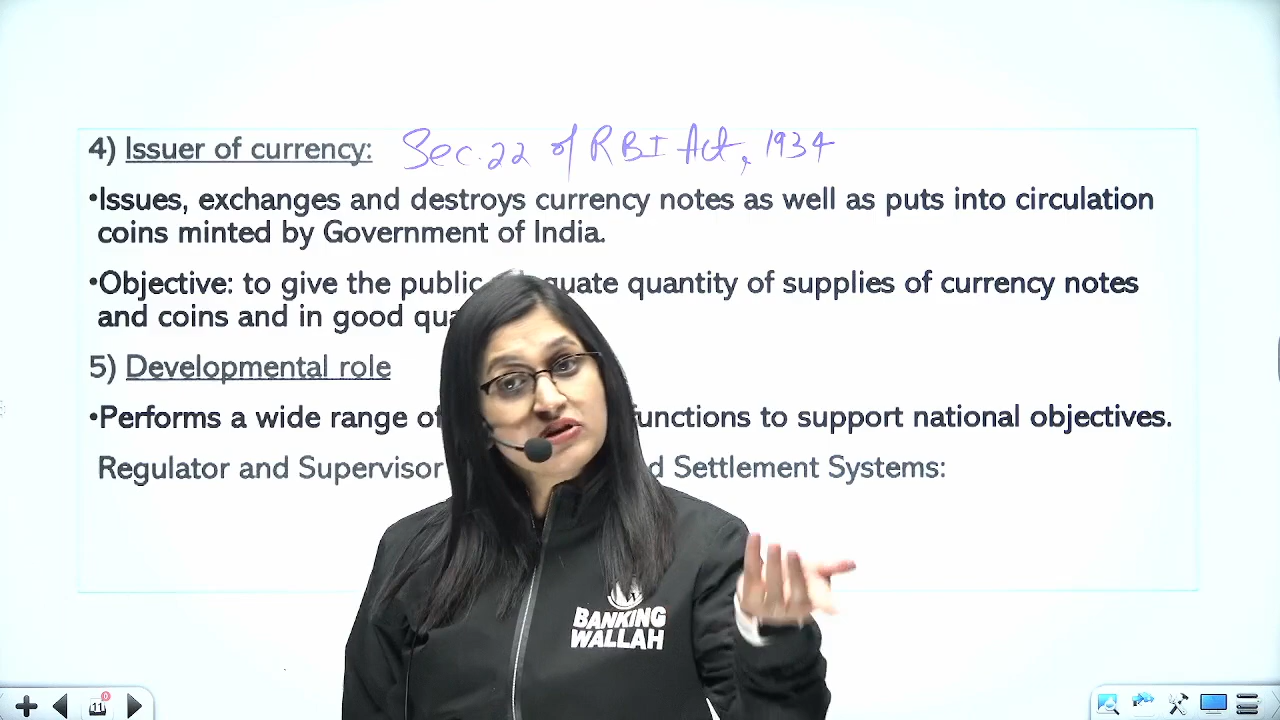 4) Issuer of currency: Sec. 22 of RBI Act, 1934
•Issues, exchanges and destroys currency notes as well as puts into circulation
coins minted by Government of India.
•Objective: to give the public quantity of supplies of currency notes
and coins and in good
5) Developmental role
•Performs a wide range of functions to support national objectives.
Regulator and Supervisor Settlement Systems:
BANKING
WALLAH
11
0